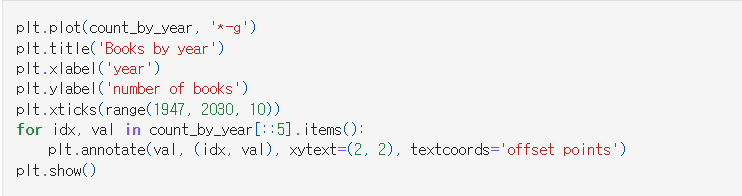 plt.plot(count_by_year, '*-g')
plt.title('Books by year')
plt.xlabel('year')
plt.ylabel('number of books')
plt.xticks(range(1947, 2030, 10))
for idx, val in count_by_year[::5].items():
    plt.annotate(val, (idx, val), xytext=(2, 2), textcoords='offset points')
plt.show()